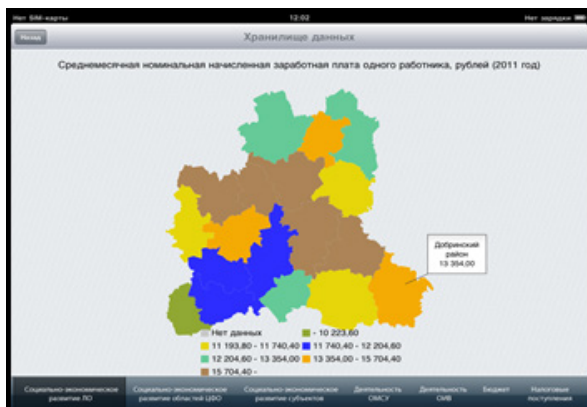 Нет SIM-карты 12:02 Нет зарядки
Назад Хранилище данных
Среднемесячная номинальная начисленная заработная плата одного работника, рублей (2011 год)
Добринский
район
13 354,00
Нет данных - 10 223,60
11 193,80 - 11 740,40 11 740,40 - 12 204,60
12 204,60 - 13 354,00 13 354,00 - 15 704,40
15 704,40 -
Социально-экономическое развитие ЛО
Социально-экономическое развитие областей ЦФО
Социально-экономическое развитие субъектов
Деятельность ОМСУ
Деятельность ОИВ
Бюджет
Налоговые поступления